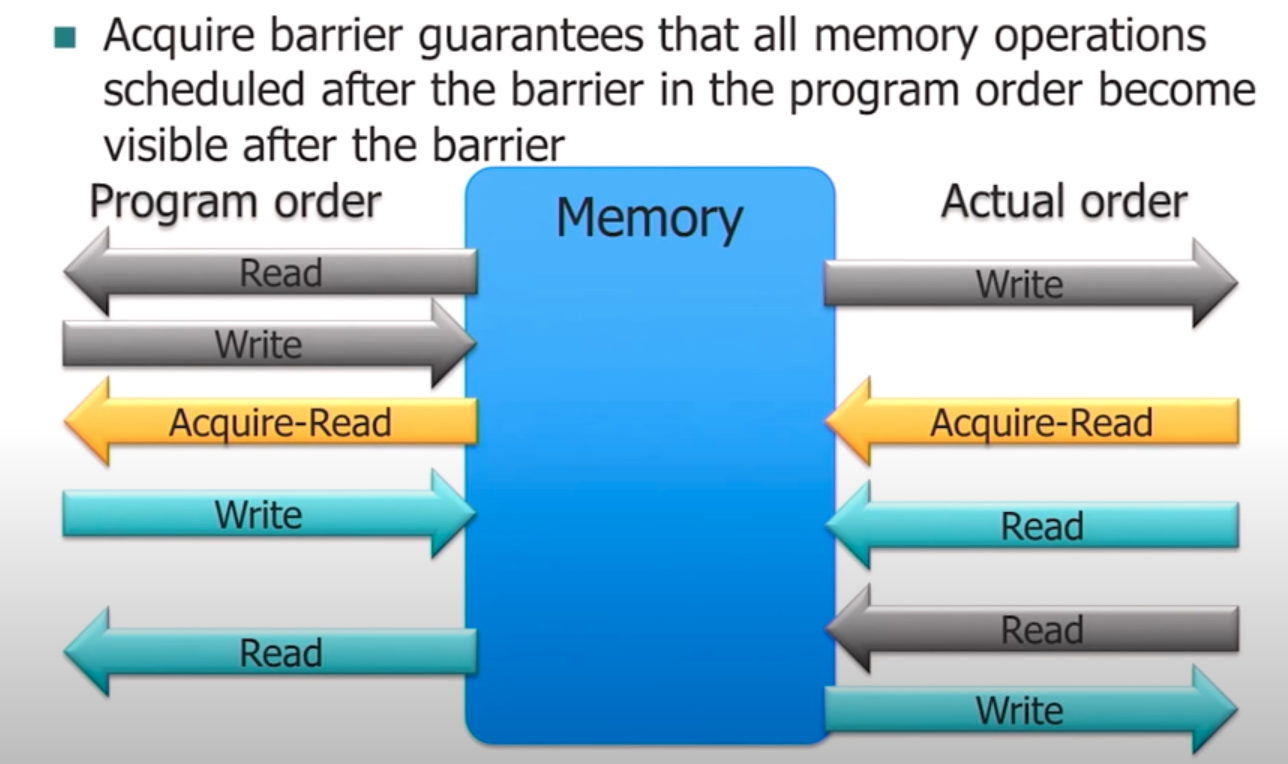 Acquire barrier guarantees that all memory operations
scheduled after the barrier in the program order become
visible after the barrier
Program order
Memory
Actual order
Read
Write
Write
Acquire-Read
Acquire-Read
Write
Read
Read
Read
Write